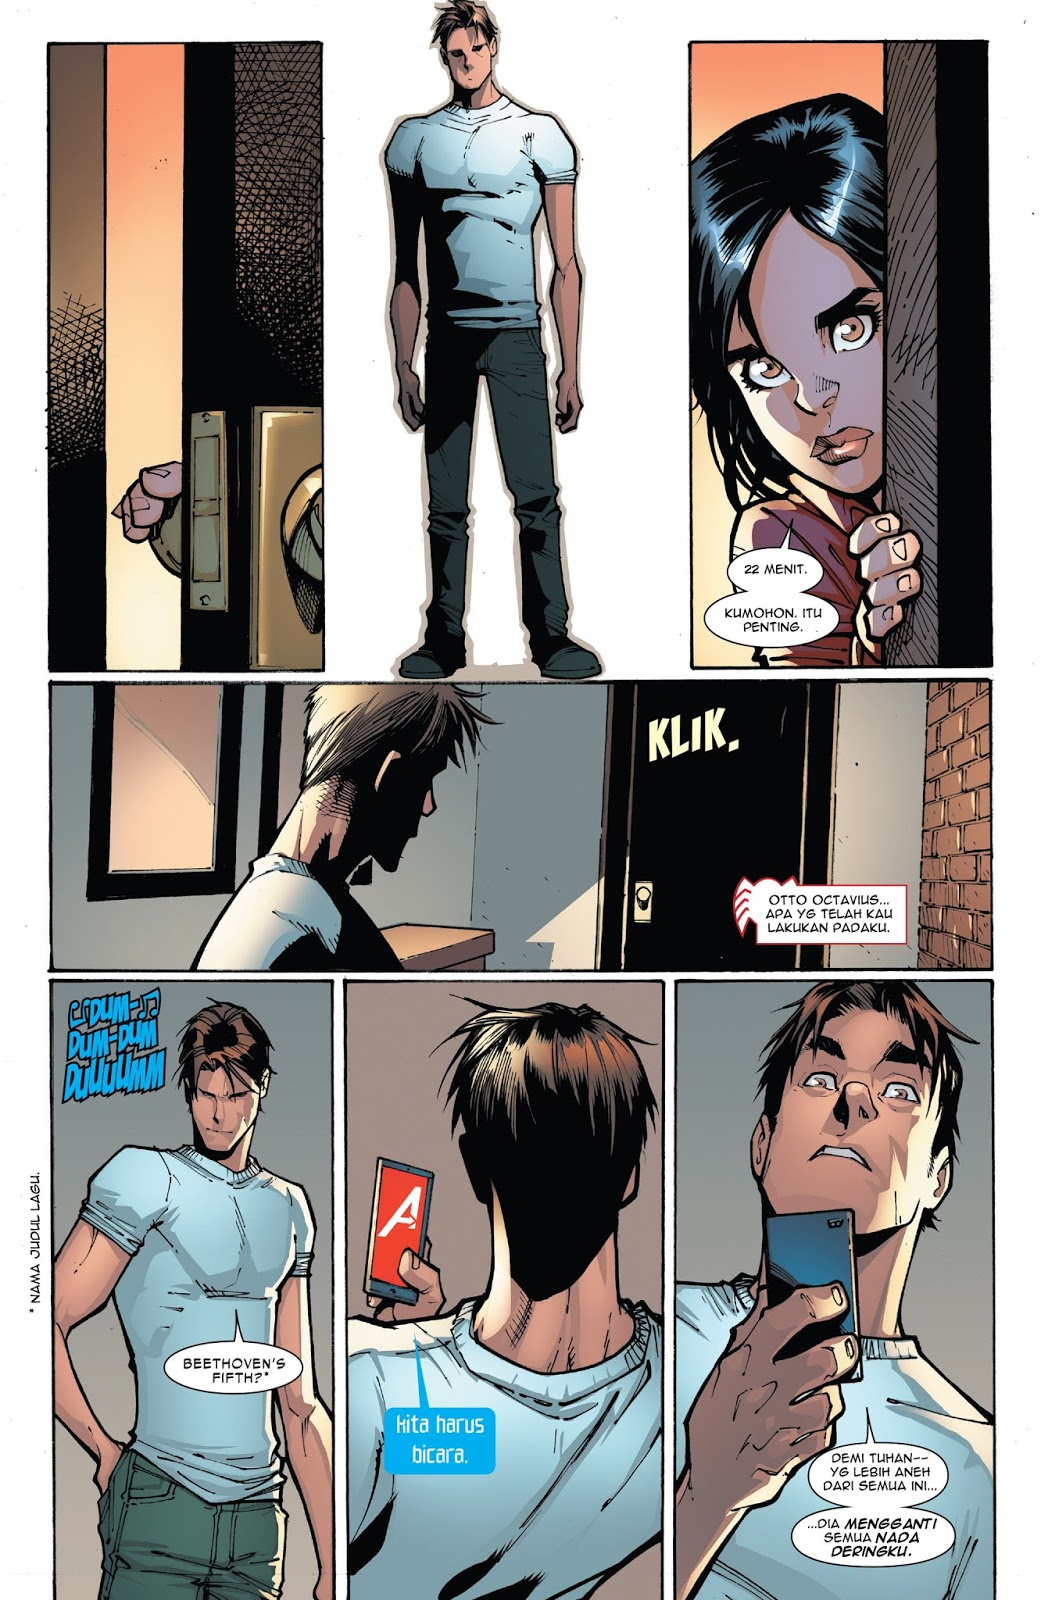 22 MENIT.
KUMOHON. ITU
PENTING.
KLIK.
OTTO OCTAVIUS...
APA YG TELAH KAU
LAKUKAN PADAKU.
♫DUM-♫
DUM-DUM
DUUUUMM
BEETHOVEN'S
FIFTH?*
* NAMA JUDUL LAGU.
A
kita harus
bicara.
DEMI TUHAN--
YG LEBIH ANEH
DARI SEMUA INI...
...DIA MENGGANTI
SEMUA NADA
DERINGKU.